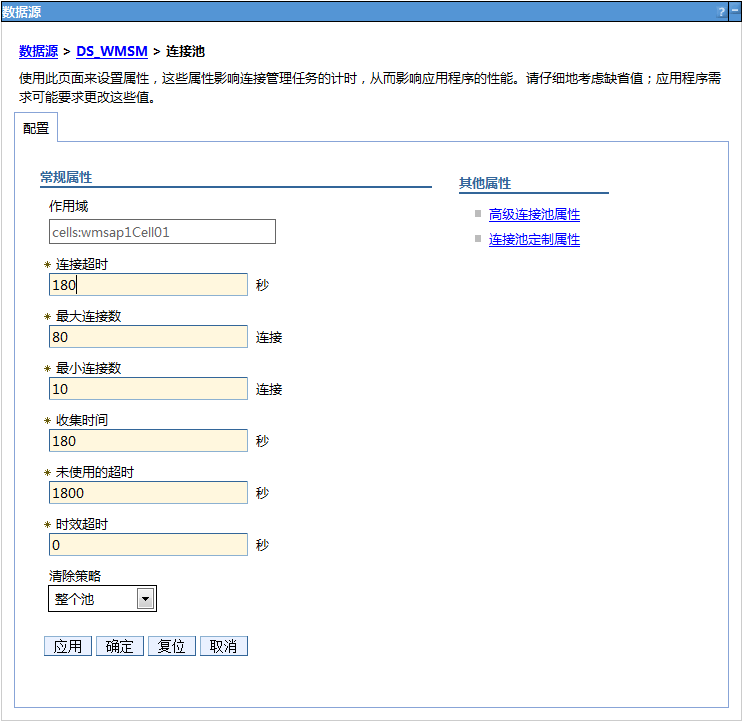 数据源
? -
数据源 > DS_WMSM > 连接池
使用此页面来设置属性，这些属性影响连接管理任务的计时，从而影响应用程序的性能。请仔细地考虑缺省值；应用程序需
求可能要求更改这些值。
配置
常规属性
作用域
cells:wmsap1Cell01
* 连接超时
180 秒
* 最大连接数
80 连接
* 最小连接数
10 连接
* 收集时间
180 秒
* 未使用的超时
1800 秒
* 时效超时
0 秒
清除策略
整个池
应用 确定 复位 取消
其他属性
高级连接池属性
连接池定制属性